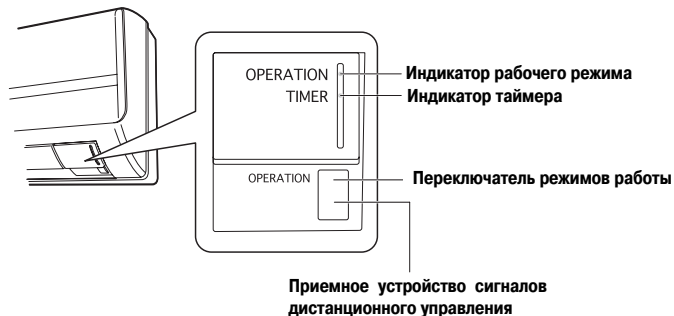 OPERATION
Индикатор рабочего режима
TIMER
Индикатор таймера
OPERATION
Переключатель режимов работы
Приемное устройство сигналов
дистанционного управления